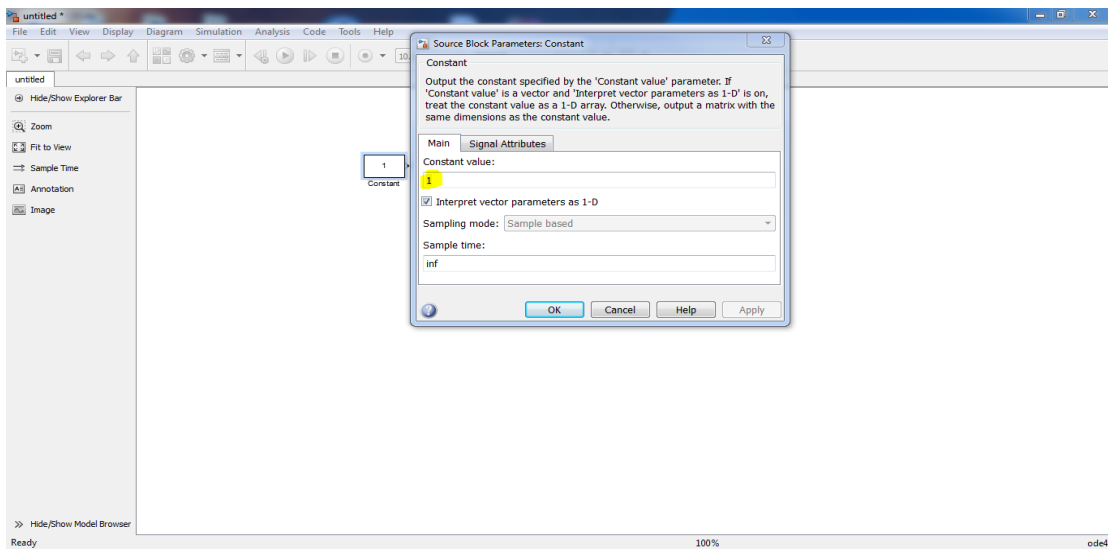 untitled *
File Edit View Display Diagram Simulation Analysis Code Tools Help
10.
untitled
Hide/Show Explorer Bar
Zoom
Fit to View
Sample Time
Annotation
Image
1
Constant
Source Block Parameters: Constant
Constant
Output the constant specified by the 'Constant value' parameter. If
'Constant value' is a vector and 'Interpret vector parameters as 1-D' is on,
treat the constant value as a 1-D array. Otherwise, output a matrix with the
same dimensions as the constant value.
Main Signal Attributes
Constant value:
1
Interpret vector parameters as 1-D
Sampling mode: Sample based
Sample time:
inf
OK Cancel Help Apply
Hide/Show Model Browser
Ready 100% ode4